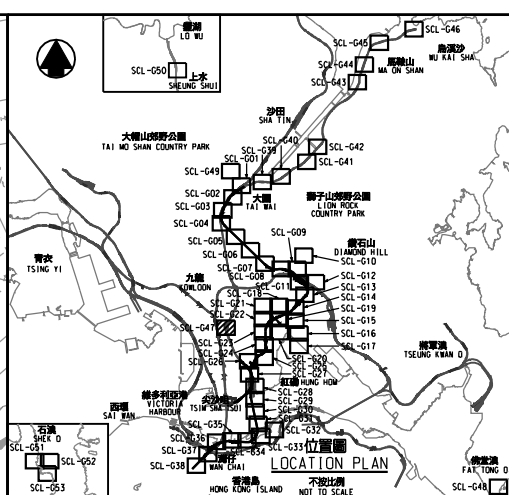 羅湖
LO WU
SCL-G50
上水
SHEUNG SHUI
SCL-G46
SCL-G45
烏溪沙
WU KAI SHA
SCL-G44
馬鞍山
MA ON SHAN
SCL-G43
沙田
SHA TIN
大帽山郊野公園
TAI MO SHAN COUNTRY PARK
SCL-G40
SCL-G39
SCL-G42
SCL-G01
SCL-G41
SCL-G49
SCL-G02
大圍
TAI WAI
獅子山郊野公園
LION ROCK
COUNTRY PARK
SCL-G03
SCL-G04
SCL-G05
SCL-G06
SCL-G07
SCL-G08
SCL-G09
鑽石山
DIAMOND HILL
SCL-G10
青衣
TSING YI
九龍
KOWLOON
SCL-G11
SCL-G12
SCL-G13
SCL-G14
SCL-G18
SCL-G19
SCL-G21
SCL-G15
SCL-G22
SCL-G16
SCL-G47
SCL-G17
SCL-G23
SCL-G24
SCL-G20
SCL-G26
SCL-G27
將軍澳
TSEUNG KWAN O
紅磡
HUNG HOM
SCL-G28
SCL-G29
SCL-G30
維多利亞港
VICTORIA
HARBOUR
尖沙咀
TSIM SHA TSUI
西環
SAI WAN
SCL-G35
SCL-G32
SCL-G36
SCL-G33
SCL-G37
SCL-G34
灣仔
WAN CHAI
SCL-G38
石澳
SHEK O
SCL-G51
SCL-G52
SCL-G53
位置圖
LOCATION PLAN
不按比例
NOT TO SCALE
香港島
HONG KONG ISLAND
佛堂澳
FAT TONG O
SCL-G48